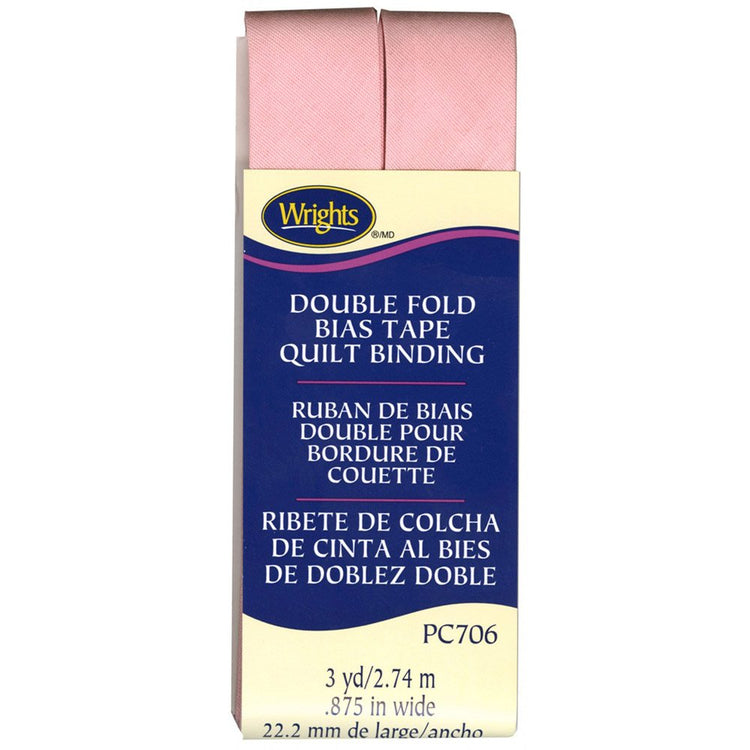 Wrights
®/MD
DOUBLE FOLD
BIAS TAPE
QUILT BINDING
RUBAN DE BIAIS
DOUBLE POUR
BORDURE DE
COUETTE
RIBETE DE COLCHA
DE CINTA AL BIES
DE DOBLEZ DOBLE
PC706
3 yd/2.74 m
.875 in wide
22.2 mm de large/ancho